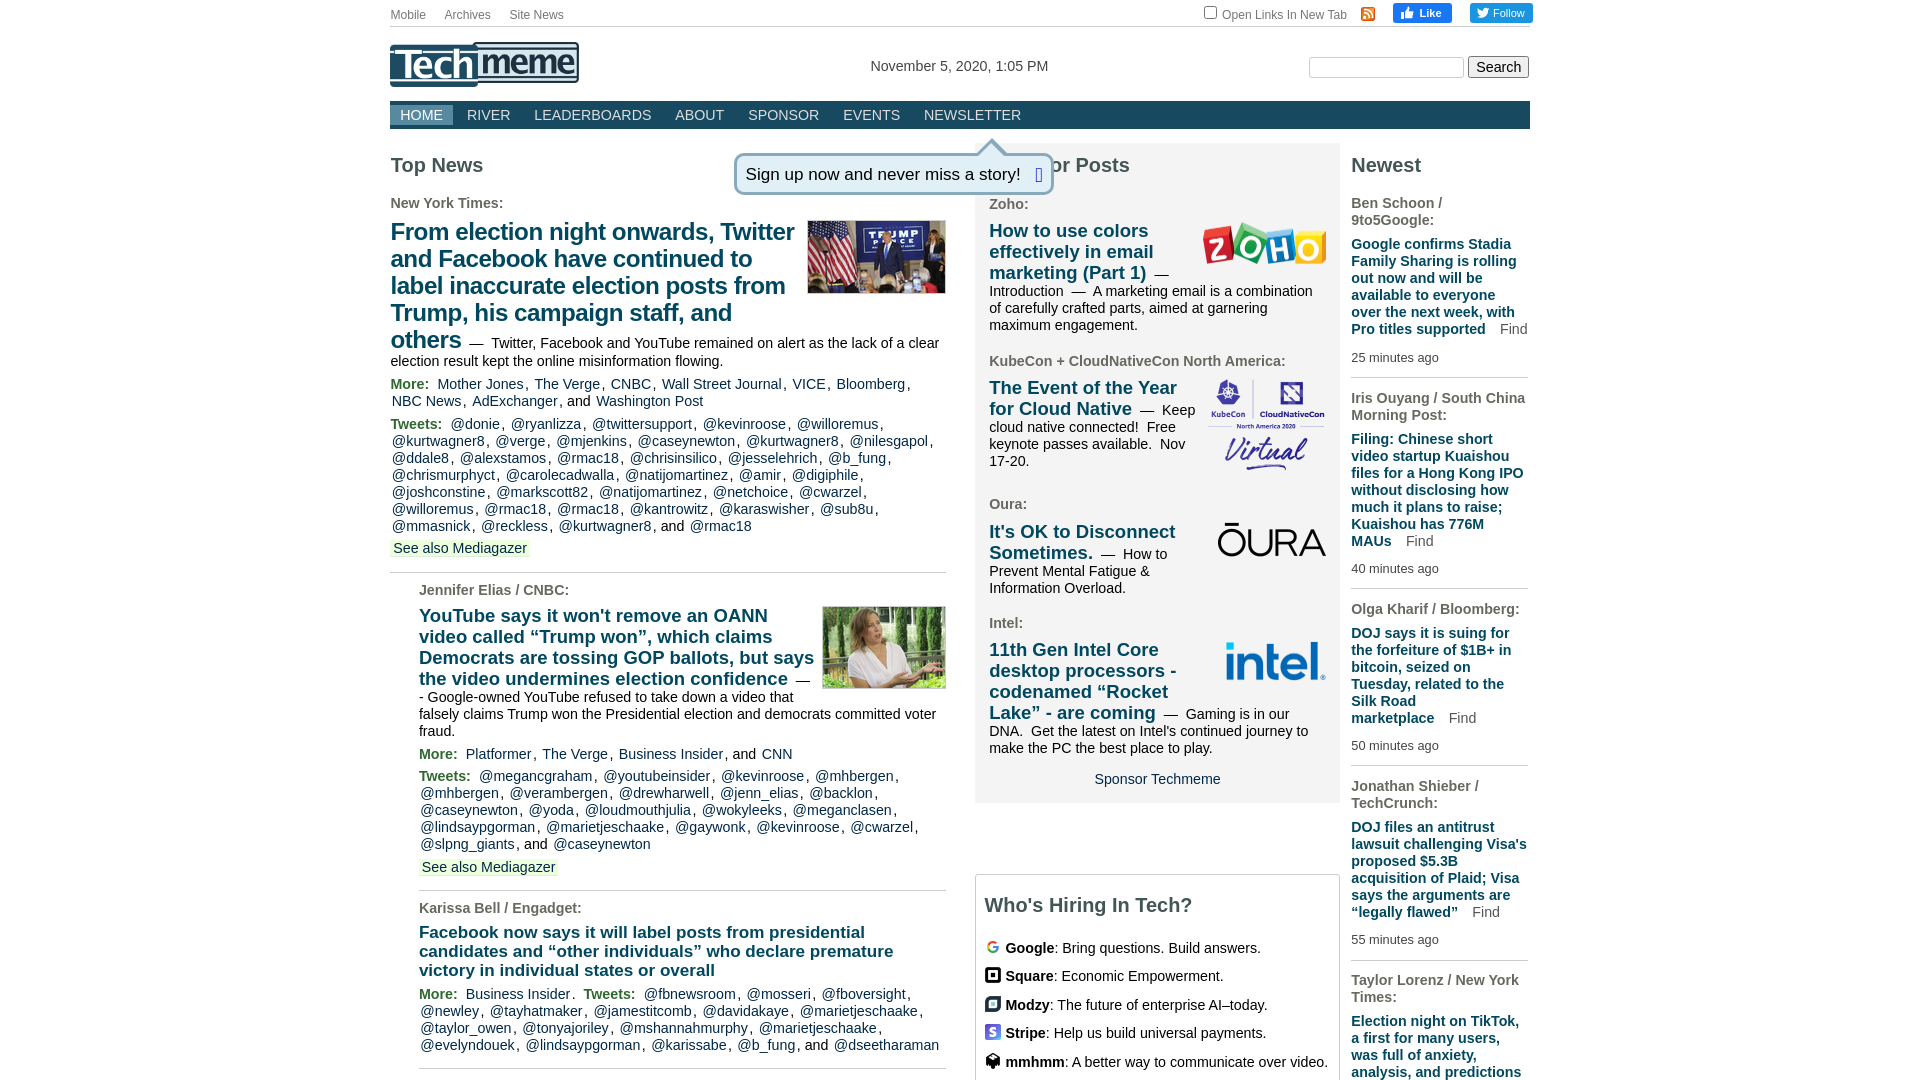 Mobile Archives Site News
Open Links In New Tab
Like
Follow
Techmeme
November 5, 2020, 1:05 PM
Search
HOME RIVER LEADERBOARDS ABOUT SPONSOR EVENTS NEWSLETTER
Sign up now and never miss a story!
Top News
New York Times:
From election night onwards, Twitter
and Facebook have continued to
label inaccurate election posts from
Trump, his campaign staff, and
others — Twitter, Facebook and YouTube remained on alert as the lack of a clear
election result kept the online misinformation flowing.
TRUMP
PENCE
More: Mother Jones, The Verge, CNBC, Wall Street Journal, VICE, Bloomberg,
NBC News, AdExchanger, and Washington Post
Tweets: @donie, @ryanlizza, @twittersupport, @kevinroose, @willoremus,
@kurtwagner8, @verge, @mjenkins, @caseynewton, @kurtwagner8, @nilesgapol,
@ddale8, @alexstamos, @rmac18, @chrisinsilico, @jesselehrich, @b_fung,
@chrismurphyct, @carolecadwalla, @natijomartinez, @amir, @digiphile,
@joshconstine, @markscott82, @natijomartinez, @netchoice, @cwarzel,
@willoremus, @rmac18, @rmac18, @kantrowitz, @karaswisher, @sub8u,
@mmasnick, @reckless, @kurtwagner8, and @rmac18
See also Mediagazer
Jennifer Elias / CNBC:
YouTube says it won't remove an OANN
video called “Trump won”, which claims
Democrats are tossing GOP ballots, but says
the video undermines election confidence —
- Google-owned YouTube refused to take down a video that
falsely claims Trump won the Presidential election and democrats committed voter
fraud.
More: Platformer, The Verge, Business Insider, and CNN
Tweets: @megancgraham, @youtubeinsider, @kevinroose, @mhbergen,
@mhbergen, @verambergen, @drewharwell, @jenn_elias, @backlon,
@caseynewton, @yoda, @loudmouthjulia, @wokyleeks, @meganclasen,
@lindsaypgorman, @marietjeschaake, @gaywonk, @kevinroose, @cwarzel,
@slpng_giants, and @caseynewton
See also Mediagazer
Karissa Bell / Engadget:
Facebook now says it will label posts from presidential
candidates and “other individuals” who declare premature
victory in individual states or overall
More: Business Insider. Tweets: @fbnewsroom, @mosseri, @fboversight,
@newley, @tayhatmaker, @jamestitcomb, @davidakaye, @marietjeschaake,
@taylor_owen, @tonyajoriley, @mshannahmurphy, @marietjeschaake,
@evelyndouek, @lindsaypgorman, @karissabe, @b_fung, and @dseetharaman
or Posts
Zoho:
How to use colors
effectively in email
marketing (Part 1) —
Introduction — A marketing email is a combination
of carefully crafted parts, aimed at garnering
maximum engagement.
ZOHO
KubeCon + CloudNativeCon North America:
The Event of the Year
for Cloud Native — Keep
cloud native connected! Free
keynote passes available. Nov
17-20.
KubeCon CloudNativeCon
North America 2020
Virtual
Oura:
It's OK to Disconnect
Sometimes. — How to
Prevent Mental Fatigue &
Information Overload.
ŌURA
Intel:
11th Gen Intel Core
desktop processors -
codenamed “Rocket
Lake” - are coming — Gaming is in our
DNA. Get the latest on Intel's continued journey to
make the PC the best place to play.
intel®
Sponsor Techmeme
Who's Hiring In Tech?
Google: Bring questions. Build answers.
Square: Economic Empowerment.
Modzy: The future of enterprise AI–today.
Stripe: Help us build universal payments.
mmhmm: A better way to communicate over video.
Newest
Ben Schoon /
9to5Google:
Google confirms Stadia
Family Sharing is rolling
out now and will be
available to everyone
over the next week, with
Pro titles supported Find
25 minutes ago
Iris Ouyang / South China
Morning Post:
Filing: Chinese short
video startup Kuaishou
files for a Hong Kong IPO
without disclosing how
much it plans to raise;
Kuaishou has 776M
MAUs Find
40 minutes ago
Olga Kharif / Bloomberg:
DOJ says it is suing for
the forfeiture of $1B+ in
bitcoin, seized on
Tuesday, related to the
Silk Road
marketplace Find
50 minutes ago
Jonathan Shieber /
TechCrunch:
DOJ files an antitrust
lawsuit challenging Visa's
proposed $5.3B
acquisition of Plaid; Visa
says the arguments are
“legally flawed” Find
55 minutes ago
Taylor Lorenz / New York
Times:
Election night on TikTok,
a first for many users,
was full of anxiety,
analysis, and predictions